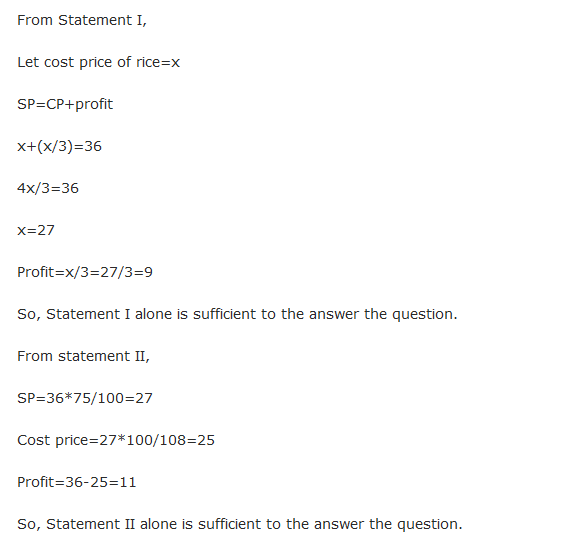 From Statement I,
Let cost price of rice=x
SP=CP+profit
x+(x/3)=36
4x/3=36
x=27
Profit=x/3=27/3=9
So, Statement I alone is sufficient to the answer the question.
From statement II,
SP=36*75/100=27
Cost price=27*100/108=25
Profit=36-25=11
So, Statement II alone is sufficient to the answer the question.